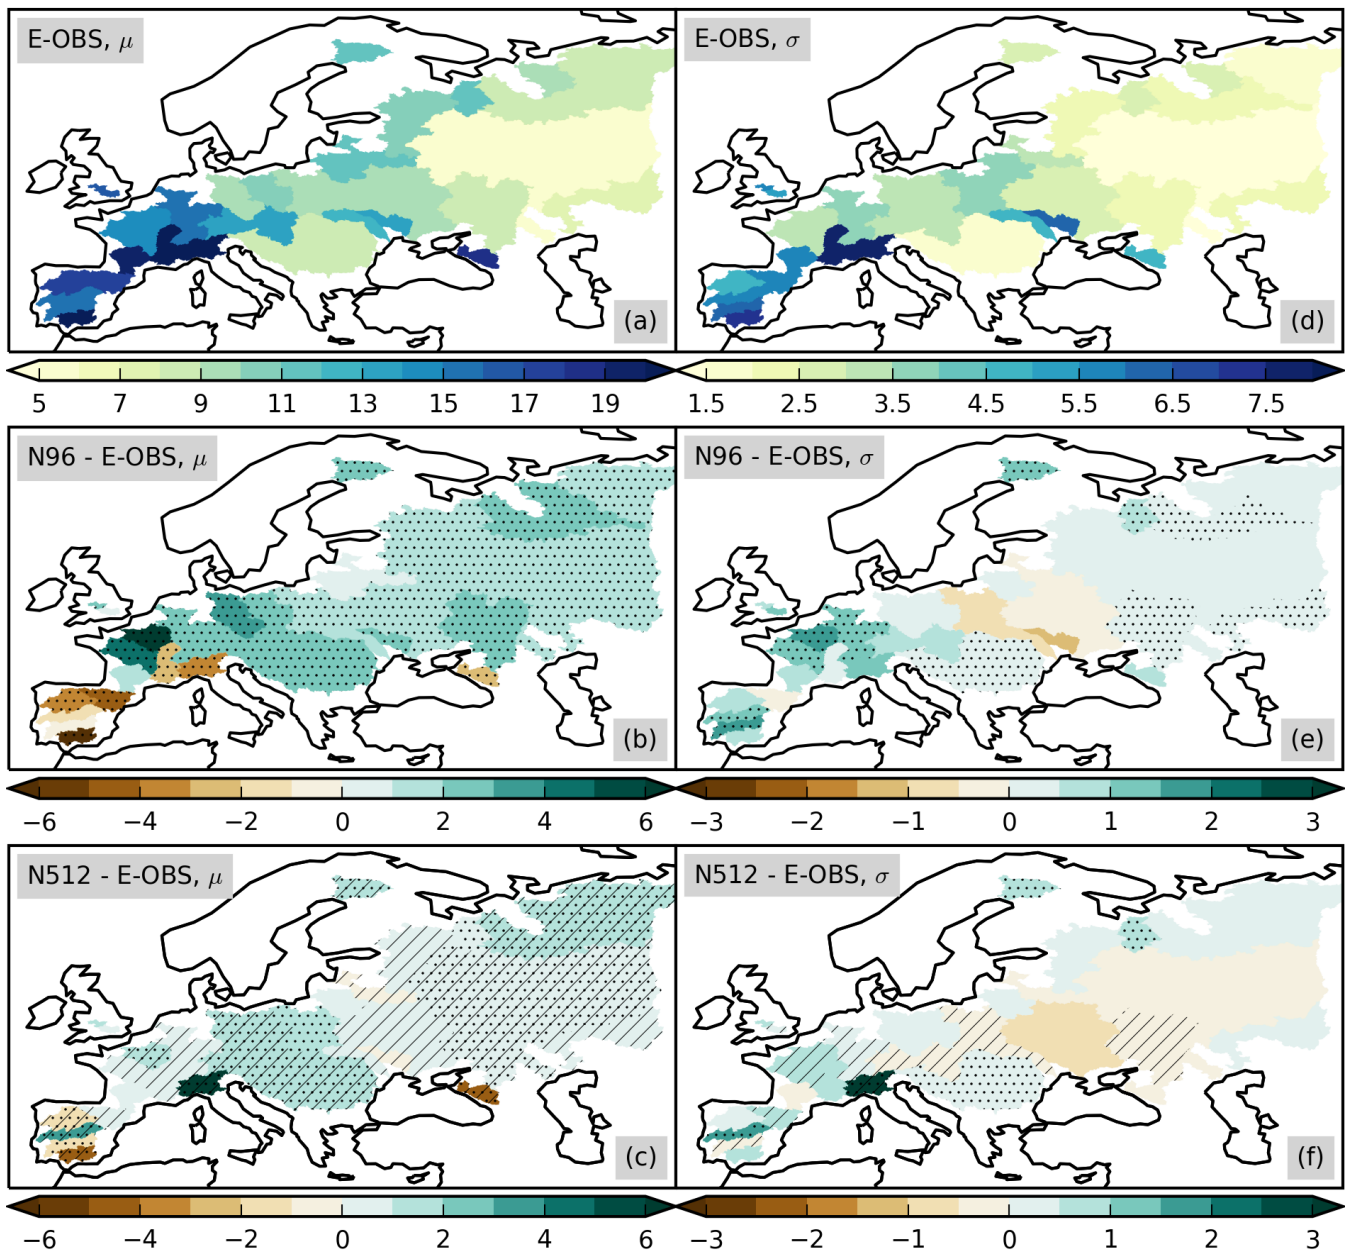 E-OBS, μ
(a)
5 7 9 11 13 15 17 19
E-OBS, σ
(d)
1.5 2.5 3.5 4.5 5.5 6.5 7.5
N96 - E-OBS, μ
(b)
−6 −4 −2 0 2 4 6
N96 - E-OBS, σ
(e)
−3 −2 −1 0 1 2 3
N512 - E-OBS, μ
(c)
−6 −4 −2 0 2 4 6
N512 - E-OBS, σ
(f)
−3 −2 −1 0 1 2 3